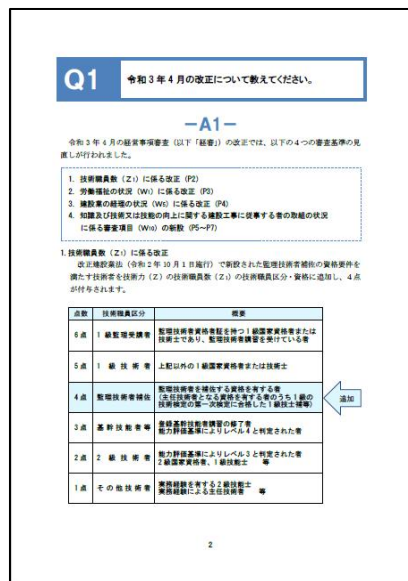 Q1 令和3年4月の改正について教えてください。
－A1－
令和3年4月の経営事項審査（以下「経審」）の改正では、以下の4つの審査基準の見
直しが行われました。
1. 技術職員数（Z1）に係る改正（P2）
2. 労働福祉の状況（W1）に係る改正（P3）
3. 建設業の経理の状況（W5）に係る改正（P4）
4. 知識及び技術又は技能の向上に関する建設工事に従事する者の取組の状況
に係る審査項目（W10）の新設（P5～P7）
1. 技術職員数（Z1）に係る改正
改正建設業法（令和2年10月1日施行）で新設された監理技術者補佐の資格要件を
満たす技術者を技術力（Z）の技術職員数（Z1）の技術職員区分・資格に追加し、4点
が付与されます。
点数 技術職員区分 概要
6点 1級監理受講者 監理技術者資格者証を持つ1級国家資格者または
技術士であり、監理技術者講習を受けている者
5点 1級技術者 上記以外の1級国家資格者または技術士
4点 監理技術者補佐 監理技術者を補佐する資格を有する者
（主任技術者となる資格を有する者のうち1級の
技術検定の第一次検定に合格した1級技士補等）
追加
3点 基幹技能者等 登録基幹技能者講習の修了者
能力評価基準によりレベル4と判定された者
2点 2級技術者 能力評価基準によりレベル3と判定された者
2級国家資格者、1級技能士 等
1点 その他技術者 実務経験を有する2級技能士
実務経験による主任技術者 等
2